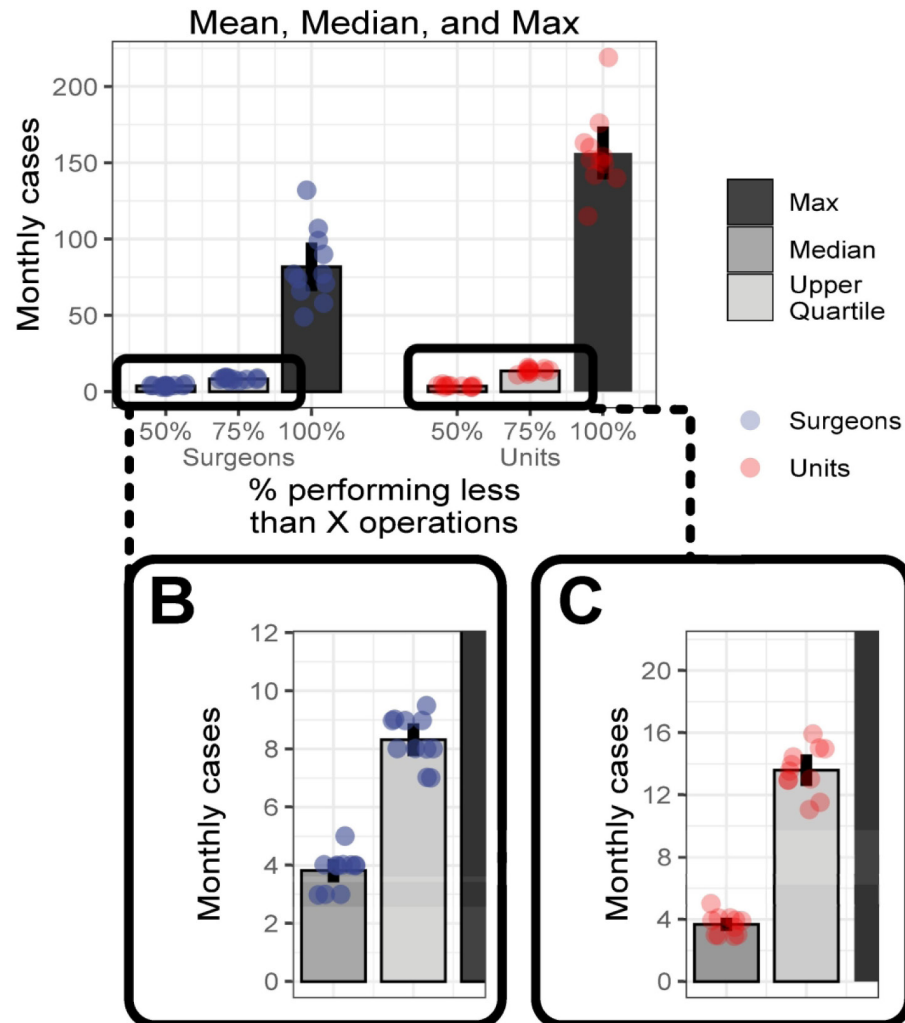 Mean, Median, and Max
Monthly cases
200
150
100
50
0
50% 75% 100% 50% 75% 100%
Surgeons Units
% performing less
than X operations
Max
Median
Upper
Quartile
Surgeons
Units
B
Monthly cases
12
10
8
6
4
2
0
C
Monthly cases
20
16
12
8
4
0